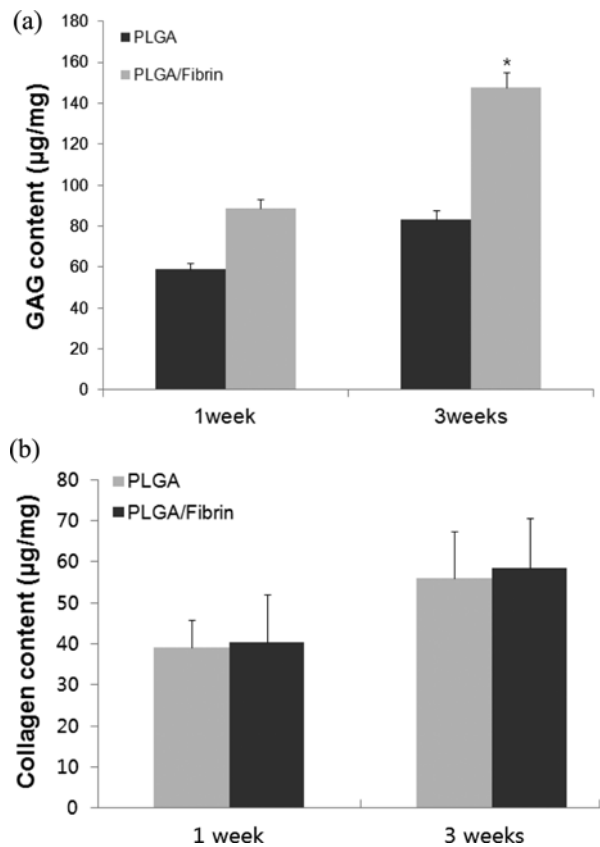 (a)
PLGA
PLGA/Fibrin
GAG content (μg/mg)
180
160
140
120
100
80
60
40
20
0
*
1week
3weeks
(b)
PLGA
PLGA/Fibrin
Collagen content (μg/mg)
80
70
60
50
40
30
20
10
0
1 week
3 weeks